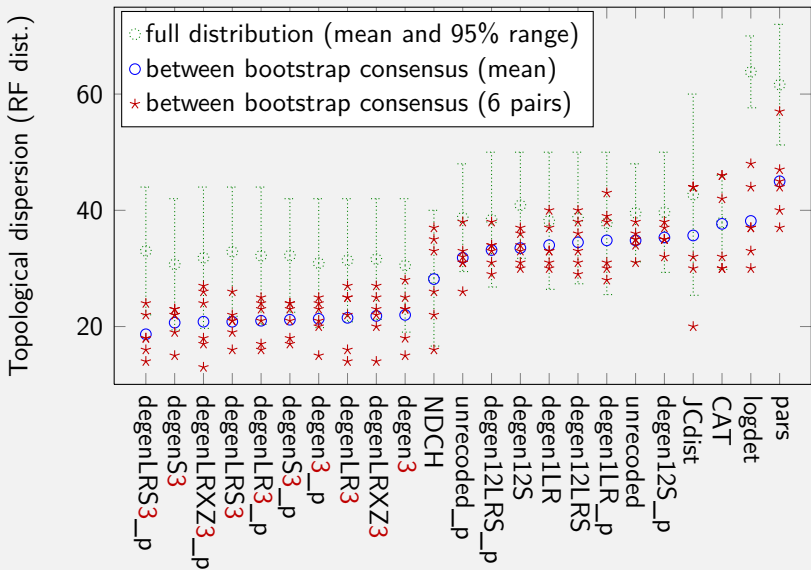 Topological dispersion (RF dist.)
60
40
20
full distribution (mean and 95% range)
between bootstrap consensus (mean)
between bootstrap consensus (6 pairs)
degenLRS3_p
degenS3
degenLRXZ3_p
degenLRS3
degenLR3_p
degenS3_p
degen3_p
degenLR3
degenLRXZ3
degen3
NDCH
unrecoded_p
degen12LRS_p
degen12S
degen1LR
degen12LRS
degen1LR_p
unrecoded
degen12S_p
JCdist
CAT
logdet
pars